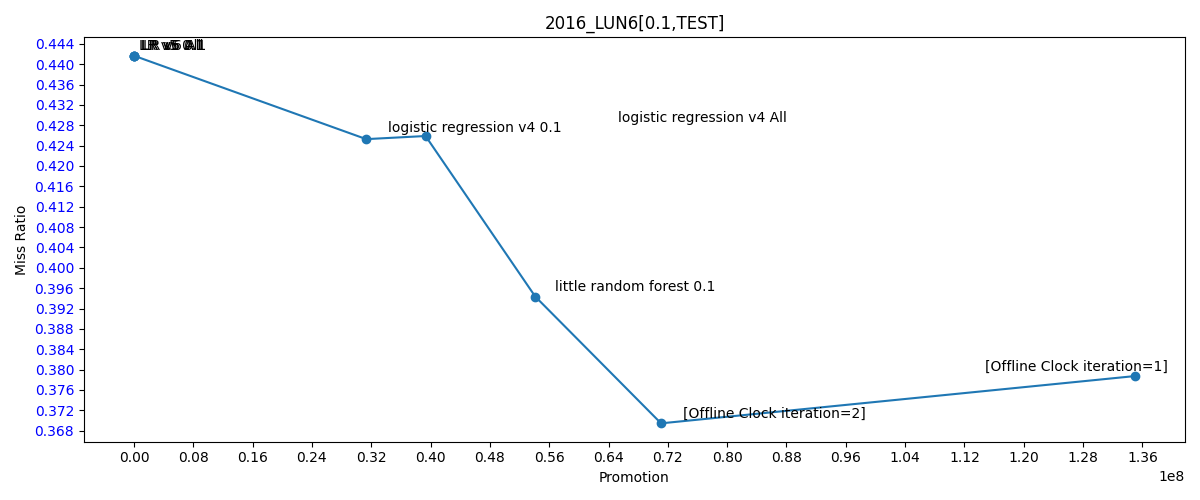 2016_LUN6[0.1,TEST]
Miss Ratio
0.444
0.440
0.436
0.432
0.428
0.424
0.420
0.416
0.412
0.408
0.404
0.400
0.396
0.392
0.388
0.384
0.380
0.376
0.372
0.368
logistic regression v4 0.1
logistic regression v4 All
little random forest 0.1
[Offline Clock iteration=1]
[Offline Clock iteration=2]
0.00 0.08 0.16 0.24 0.32 0.40 0.48 0.56 0.64 0.72 0.80 0.88 0.96 1.04 1.12 1.20 1.28 1.36
1e8
Promotion